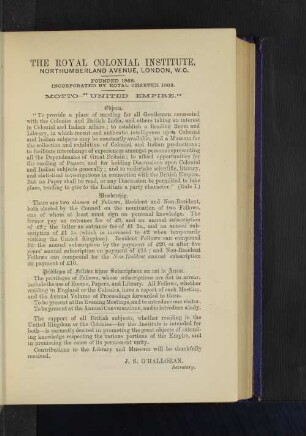 THE ROYAL COLONIAL INSTITUTE,
NORTHUMBERLAND AVENUE, LONDON, W.C.
FOUNDED 1868.
INCORPORATED BY ROYAL CHARTER 1882.
MOTTO—"UNITED EMPIRE."
Objects.
"To provide a place of meeting for all Gentlemen connected
with the Colonies and British India, and others taking an interest
in Colonial and Indian affairs; to establish a Reading Room and
Library, in which recent and authentic intelligence upon Colonial
and Indian subjects may be constantly available, and a Museum for
the collection and exhibition of Colonial and Indian productions;
to facilitate interchange of experiences amongst persons representing
all the Dependencies of Great Britain; to afford opportunities for
the reading of Papers, and for holding Discussions upon Colonial
and Indian subjects generally; and to undertake scientific, literary,
and statistical investigations in connection with the British Empire.
But no Paper shall be read, or any Discussion be allowed to take
place, tending to give to the Institute a party character." (Rule I.)
Membership.
There are two classes of Fellows, Resident and Non-Resident,
both elected by the Council on the nomination of two Fellows,
one of whom at least must sign on personal knowledge. The
former pay an entrance fee of £3, and an annual subscription
of £2; the latter an entrance fee of £1 1s., and an annual sub-
scription of £1 1s. (which is increased to £2 when temporarily
visiting the United Kingdom). Resident Fellows can compound
for the annual subscription by the payment of £20, or after five
years' annual subscription on payment of £15; and Non-Resident
Fellows can compound for the Non-Resident annual subscription
on payment of £10.
Privileges of Fellows whose Subscriptions are not in Arrear.
The privileges of Fellows, whose subscriptions are not in arrear,
include the use of Rooms, Papers, and Library. All Fellows, whether
residing in England or the Colonies, have a report of each Meeting,
and the Annual Volume of Proceedings forwarded to them.
To be present at the Evening Meetings, and to introduce one visitor.
To be present at the Annual Conversazione, and to introduce a lady.
The support of all British subjects, whether residing in the
United Kingdom or the Colonies—for the Institute is intended for
both—is earnestly desired in promoting the great objects of extend-
ing knowledge respecting the various portions of the Empire, and
in promoting the cause of its permanent unity.
Contributions to the Library and Museum will be thankfully
received.
J. S. O'HALLORAN,
Secretary.